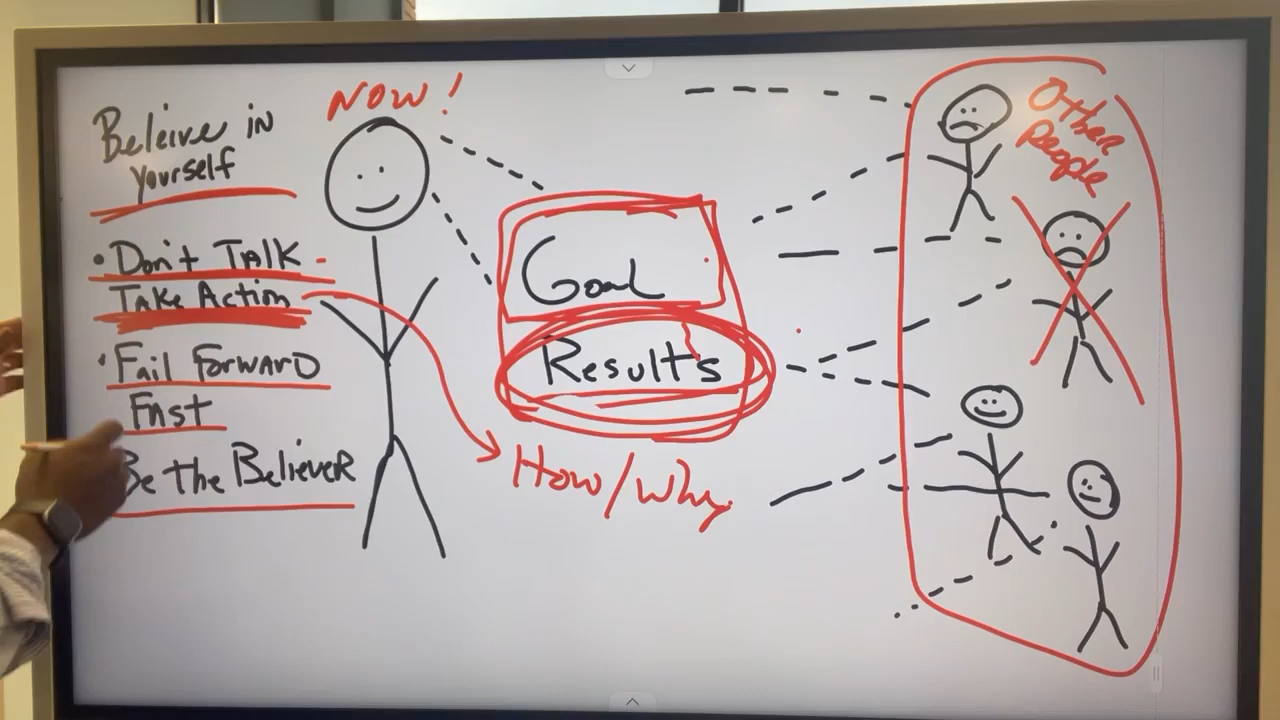 NOW!
Beleive in
yourself
• Don't TALK -
Take Action
• Fail Forward
Fast
Be the Believer
Goal
Results
How/Why
Other
People